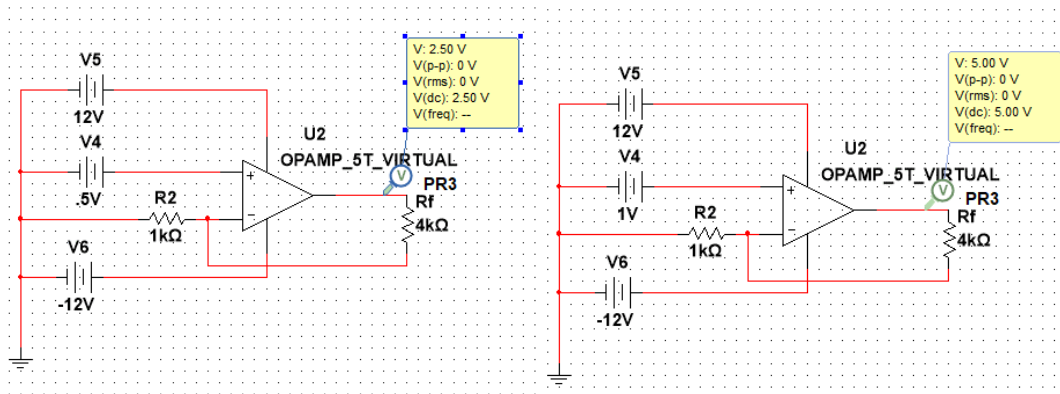 V: 2.50 V
V(p-p): 0 V
V(rms): 0 V
V(dc): 2.50 V
V(freq): --
V5
12V
V4
.5V
U2
OPAMP_5T_VIRTUAL
+
-
V
PR3
Rf
4kΩ
R2
1kΩ
V6
-12V
V: 5.00 V
V(p-p): 0 V
V(rms): 0 V
V(dc): 5.00 V
V(freq): --
V5
12V
V4
1V
U2
OPAMP_5T_VIRTUAL
+
-
V
PR3
Rf
4kΩ
R2
1kΩ
V6
-12V